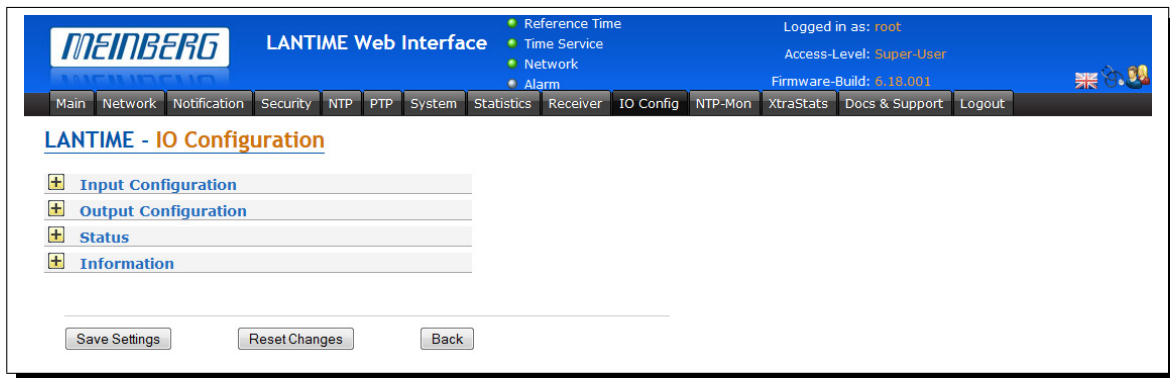 MEINBERG
LANTIME Web Interface
Reference Time
Time Service
Network
Alarm
Logged in as: root
Access-Level: Super-User
Firmware-Build: 6.18.001
Main Network Notification Security NTP PTP System Statistics Receiver IO Config NTP-Mon XtraStats Docs & Support Logout
LANTIME - IO Configuration
Input Configuration
Output Configuration
Status
Information
Save Settings Reset Changes Back